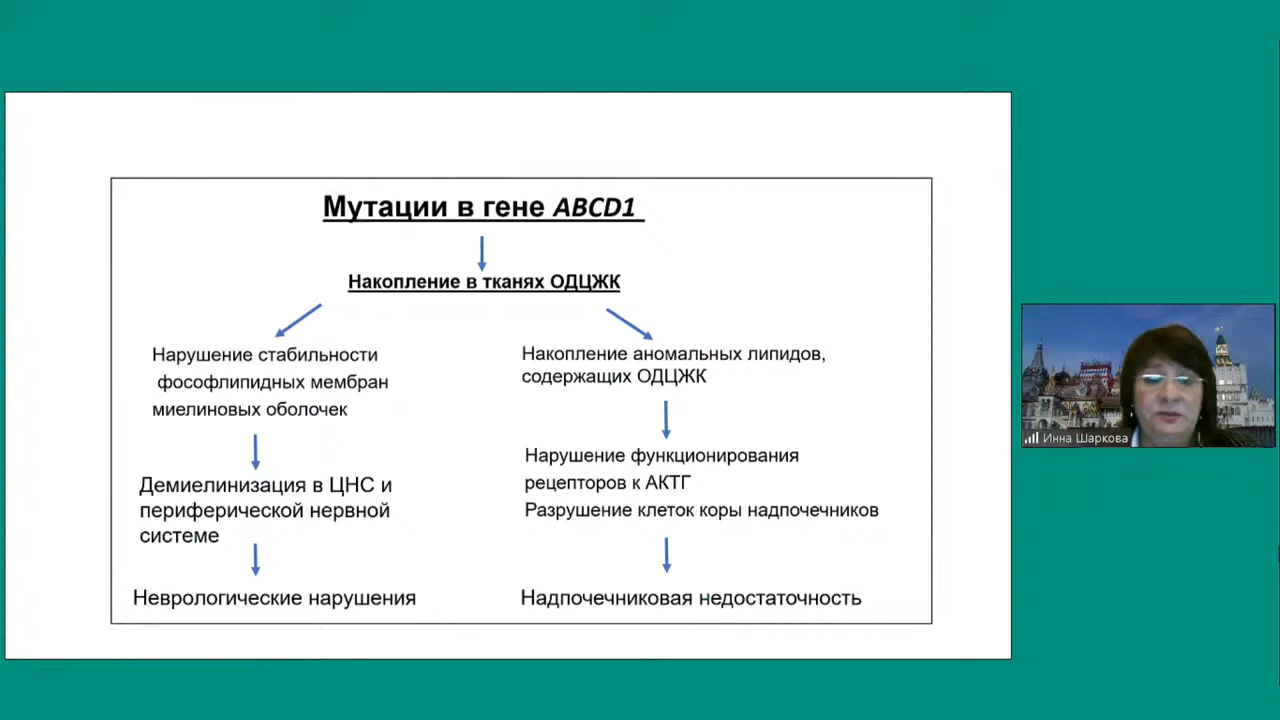 Мутации в гене ABCD1
Накопление в тканях ОДЦЖК
Нарушение стабильности
фософлипидных мембран
миелиновых оболочек
Демиелинизация в ЦНС и
периферической нервной
системе
Неврологические нарушения
Накопление аномальных липидов,
содержащих ОДЦЖК
Нарушение функционирования
рецепторов к АКТГ
Разрушение клеток коры надпочечников
Надпочечниковая недостаточность
Инна Шаркова